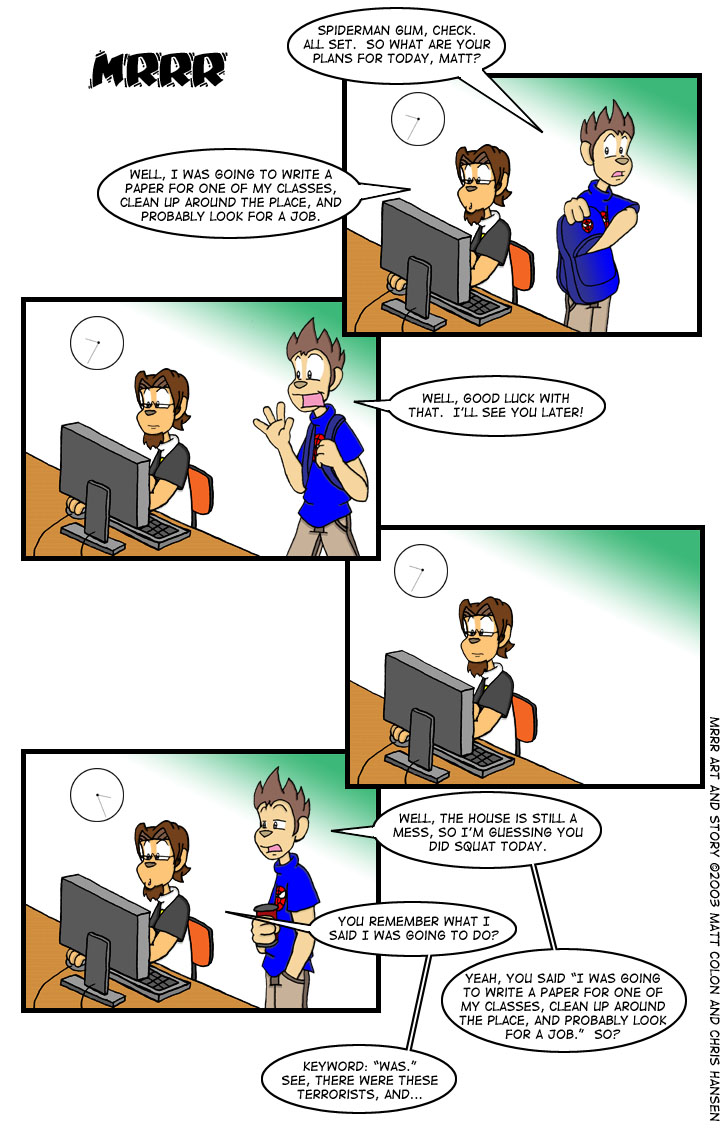 MRRR
SPIDERMAN GUM, CHECK.
ALL SET. SO WHAT ARE YOUR
PLANS FOR TODAY, MATT?
WELL, I WAS GOING TO WRITE A
PAPER FOR ONE OF MY CLASSES,
CLEAN UP AROUND THE PLACE, AND
PROBABLY LOOK FOR A JOB.
WELL, GOOD LUCK WITH
THAT. I'LL SEE YOU LATER!
WELL, THE HOUSE IS STILL A
MESS, SO I'M GUESSING YOU
DID SQUAT TODAY.
YOU REMEMBER WHAT I
SAID I WAS GOING TO DO?
YEAH, YOU SAID "I WAS GOING
TO WRITE A PAPER FOR ONE OF
MY CLASSES, CLEAN UP AROUND
THE PLACE, AND PROBABLY LOOK
FOR A JOB." SO?
KEYWORD: "WAS."
SEE, THERE WERE THESE
TERRORISTS, AND...
MRRR ART AND STORY ©2003 MATT COLON AND CHRIS HANSEN